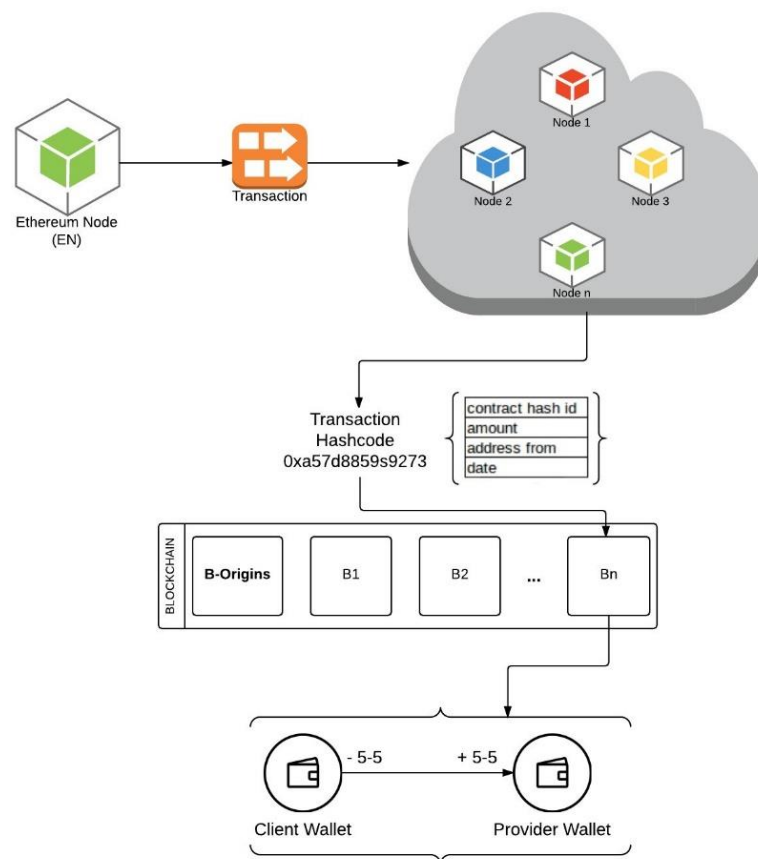 Node 1
Node 2
Node 3
Node n
Ethereum Node
(EN)
Transaction
Transaction
Hashcode
0xa57d8859s9273
contract hash id
amount
address from
date
BLOCKCHAIN
B-Origins
B1
B2
...
Bn
- 5-5
+ 5-5
Client Wallet
Provider Wallet